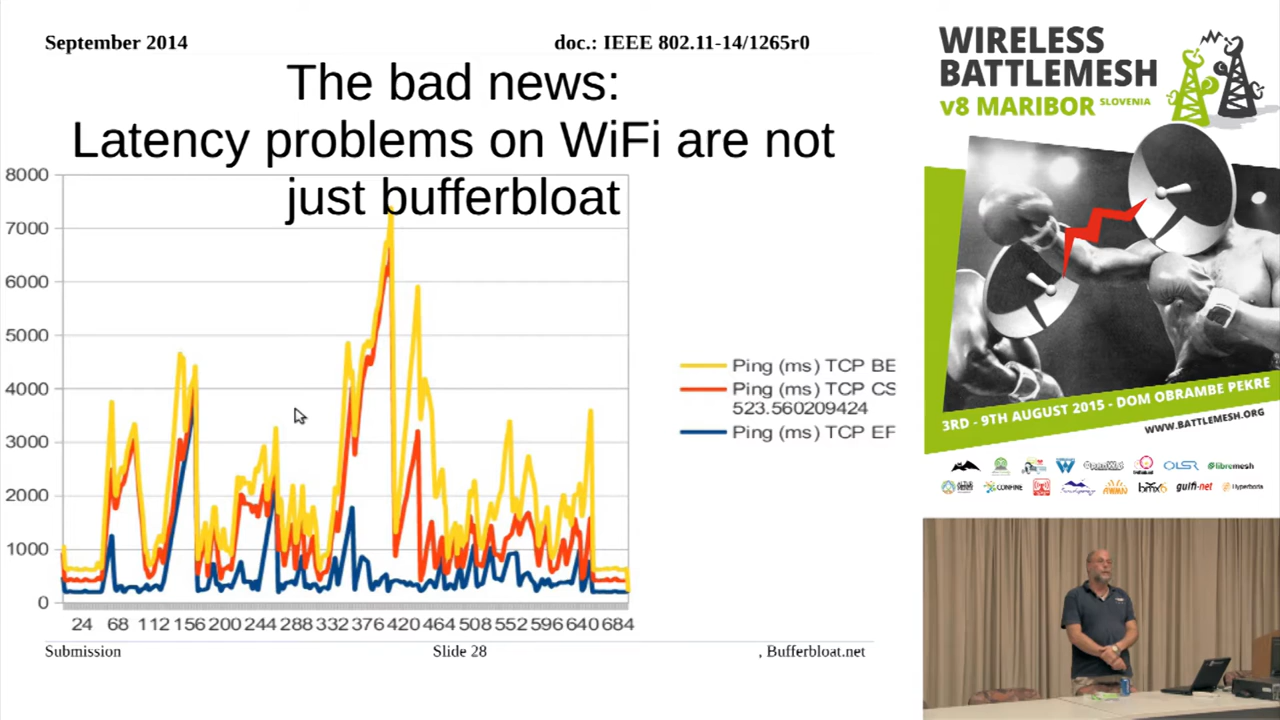 September 2014
doc.: IEEE 802.11-14/1265r0
The bad news:
Latency problems on WiFi are not
just bufferbloat
8000
7000
6000
5000
4000
3000
2000
1000
0
24 68 112 156 200 244 288 332 376 420 464 508 552 596 640 684
Ping (ms) TCP BE
Ping (ms) TCP CS
523.560209424
Ping (ms) TCP EF
Submission
Slide 28
, Bufferbloat.net
WIRELESS
BATTLEMESH
v8 MARIBOR SLOVENIA
3RD - 9TH AUGUST 2015 - DOM OBRAMBE PEKRE
WWW.BATTLEMESH.ORG
OLSR
libremesh
CONFINE
bmx6
guifi·net
Hyperboria